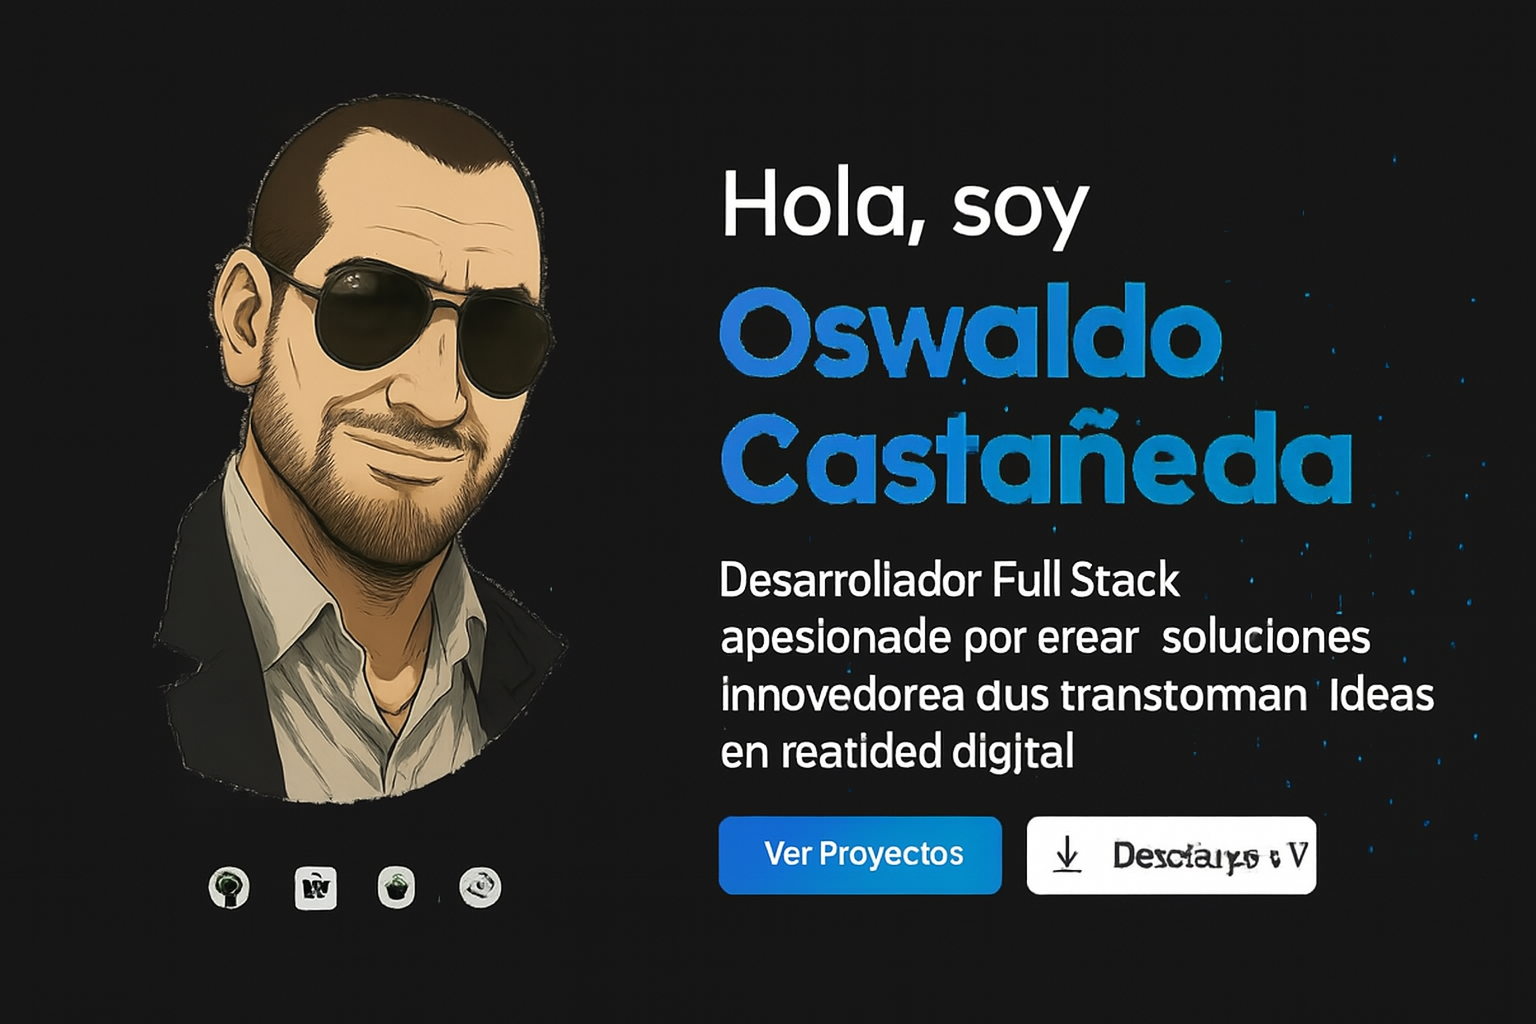 Hola, soy
Oswaldo
Castañeda
Desarroliador Full Stack
apesionade por erear soluciones
innovedorea dus transtorman Ideas
en reatided digjtal
Ver Proyectos